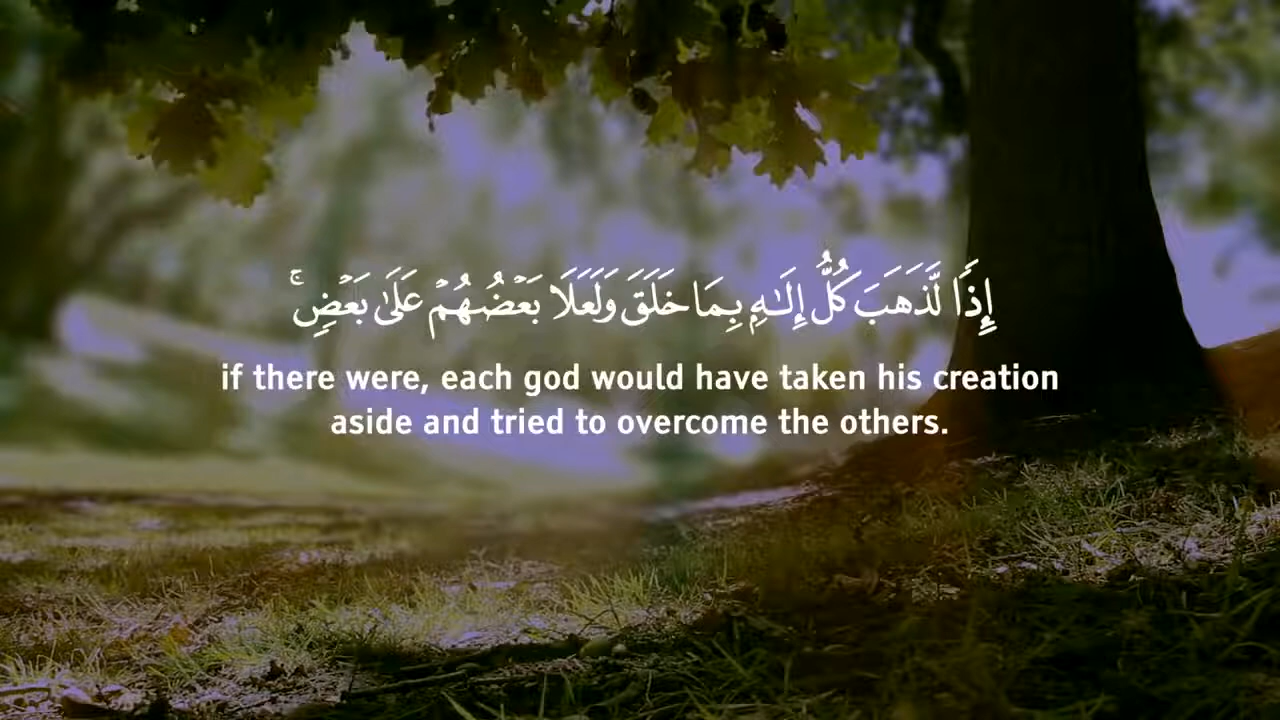 إِذًا لَّذَهَبَ كُلُّ إِلَـٰهٍ بِمَا خَلَقَ وَلَعَلَا بَعْضُهُمْ عَلَىٰ بَعْضٍ ۚ
if there were, each god would have taken his creation
aside and tried to overcome the others.